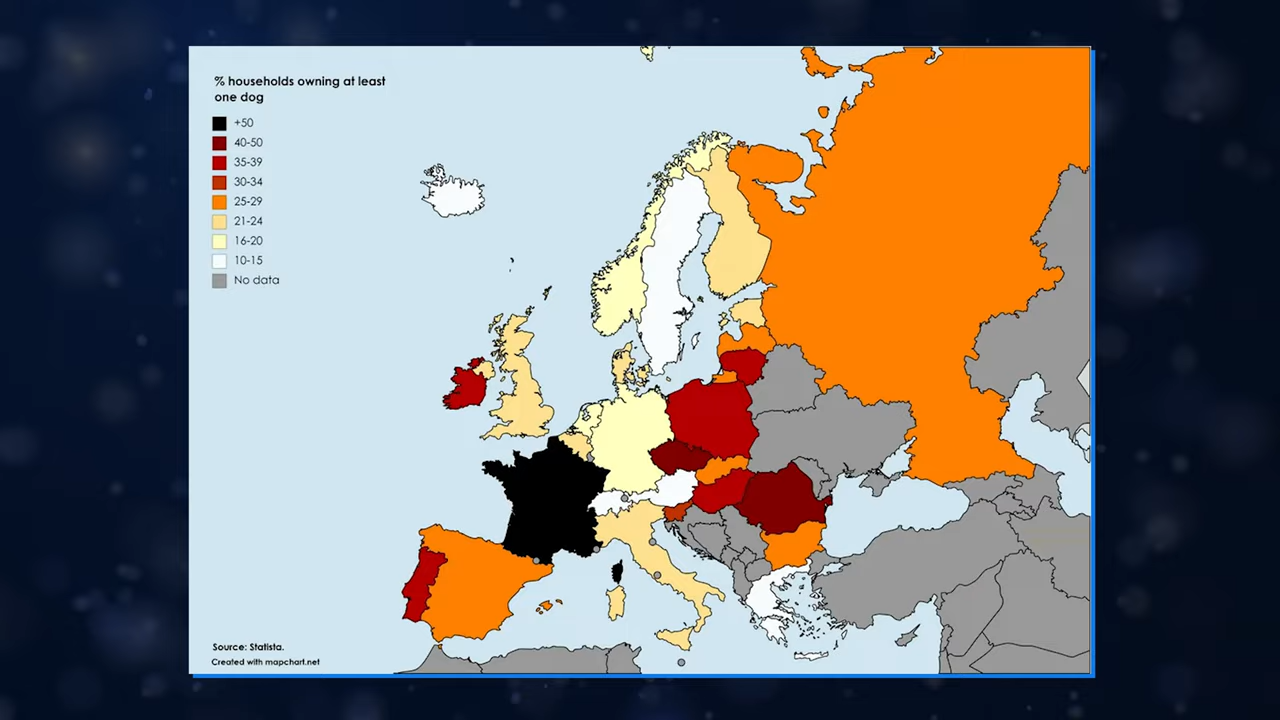 % households owning at least
one dog
+50
40-50
35-39
30-34
25-29
21-24
16-20
10-15
No data
Source: Statista.
Created with mapchart.net